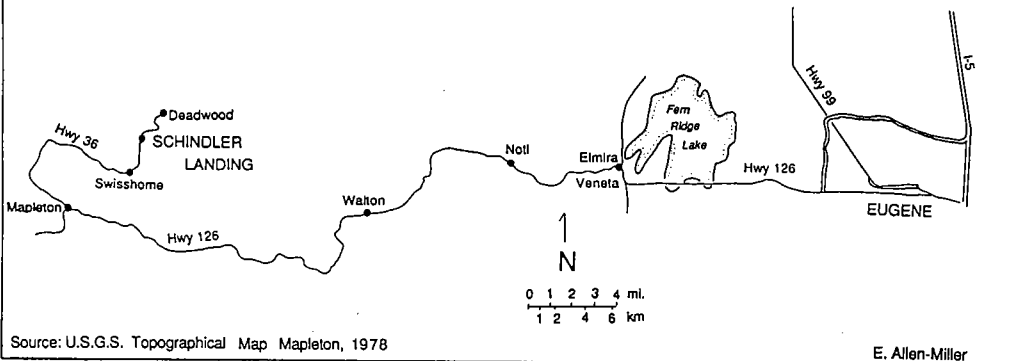 I-5
Hwy 99
Fern
Ridge
Lake
Deadwood
SCHINDLER
LANDING
Hwy 36
Swisshome
Noti
Elmira
Veneta
Hwy 126
Walton
Mapleton
Hwy 126
EUGENE
N
0 1 2 3 4 mi.
1 2 4 6 km
Source: U.S.G.S. Topographical Map Mapleton, 1978
E. Allen-Miller